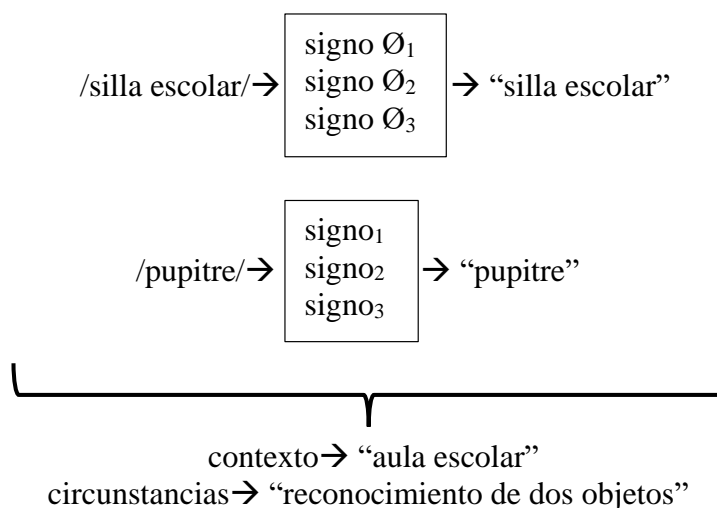 signo Ø₁
/silla escolar/→ signo Ø₂ → “silla escolar”
signo Ø₃
signo₁
/pupitre/→ signo₂ → “pupitre”
signo₃
contexto→ “aula escolar”
circunstancias→ “reconocimiento de dos objetos”